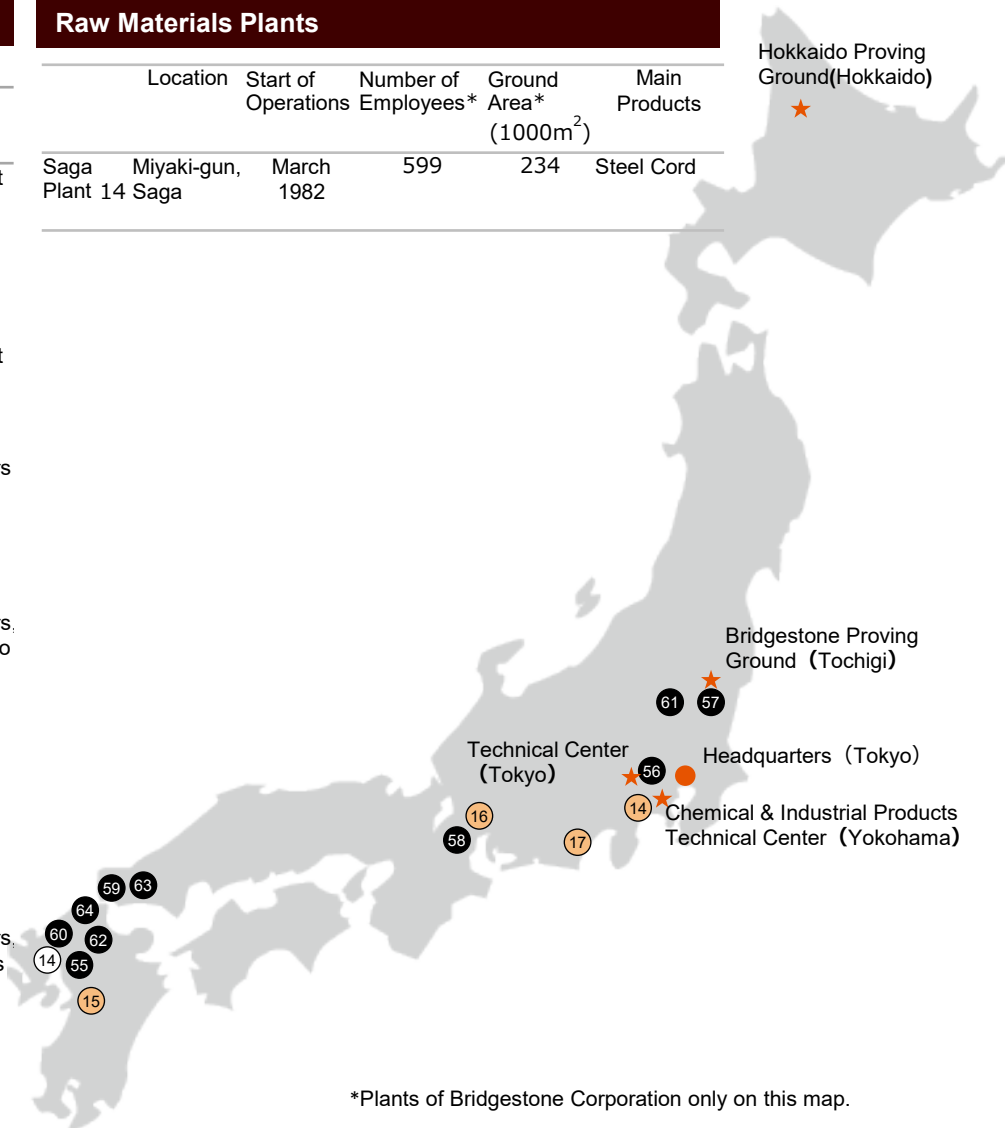 Raw Materials Plants
Location Start of Operations Number of Employees* Ground Area* (1000m2) Main Products
Saga Plant 14 Miyaki-gun, Saga March 1982 599 234 Steel Cord
Hokkaido Proving
Ground(Hokkaido)
Bridgestone Proving
Ground（Tochigi）
61 57
Technical Center
（Tokyo）
56
Headquarters（Tokyo）
14
Chemical & Industrial Products
Technical Center（Yokohama）
16
58
17
59 63
64
60 62
14 55
15
*Plants of Bridgestone Corporation only on this map.